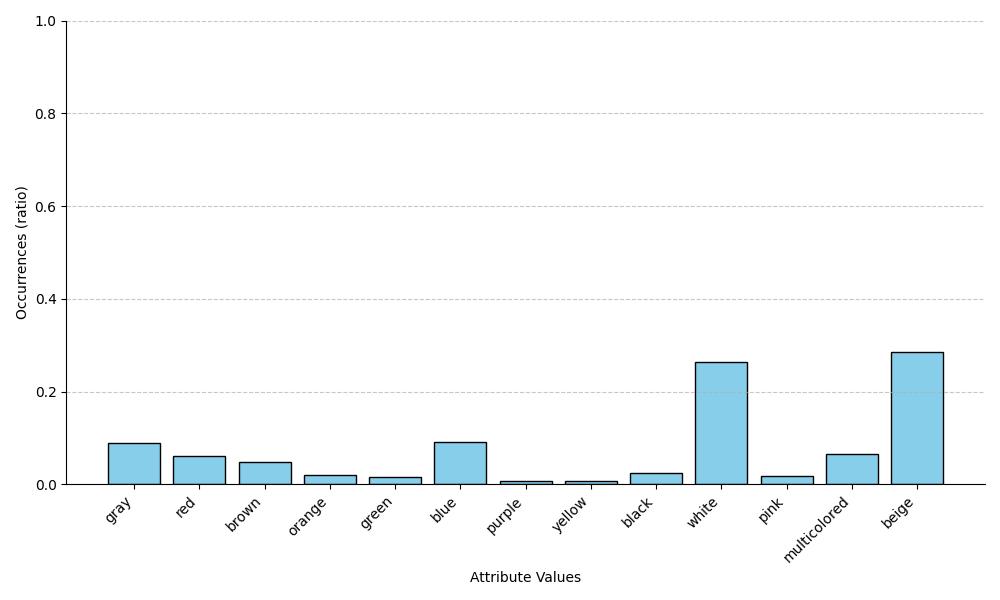 1.0
0.8
0.6
0.4
0.2
0.0
Occurrences (ratio)
gray
red
brown
orange
green
blue
purple
yellow
black
white
pink
multicolored
beige
Attribute Values